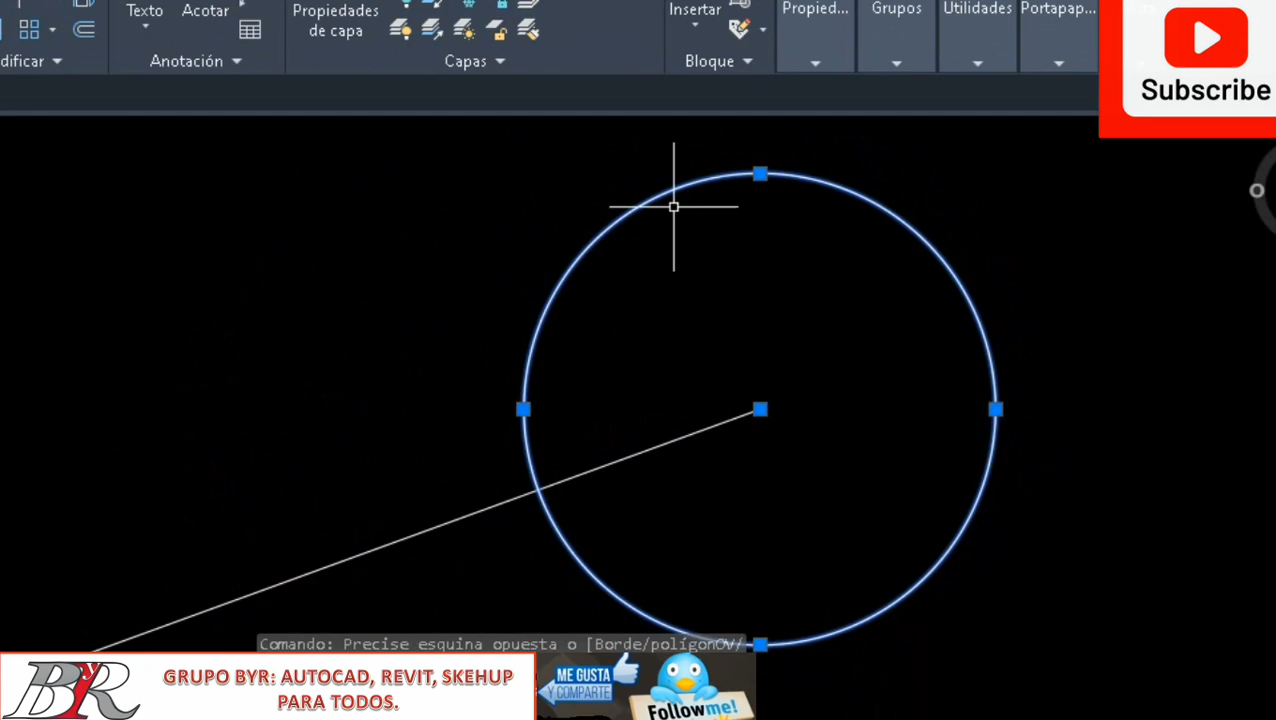 Texto
Acotar
Propiedades
de capa
Insertar
Propied...
Grupos
Utilidades
Portapap...
dificar
Anotación
Capas
Bloque
Subscribe
Comando: Precise esquina opuesta o [Borde/polígonOV/
ByR
GRUPO BYR: AUTOCAD, REVIT, SKEHUP
PARA TODOS.
ME GUSTA
Y COMPARTE
Followme!